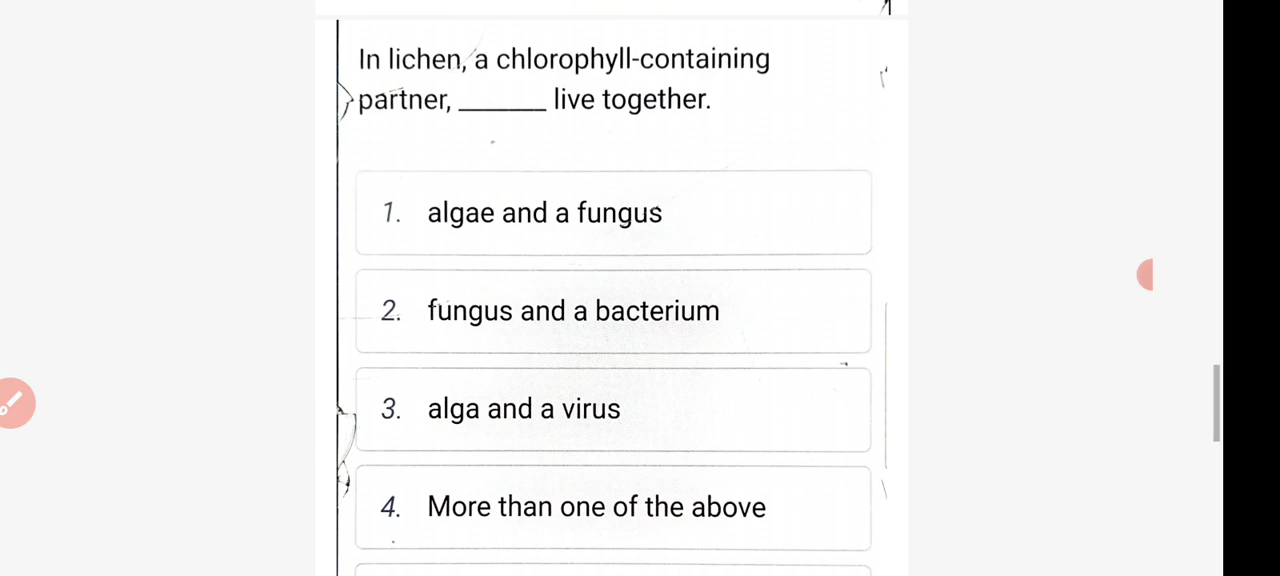 In lichen, a chlorophyll-containing
partner, _______ live together.
1. algae and a fungus
2. fungus and a bacterium
3. alga and a virus
4. More than one of the above